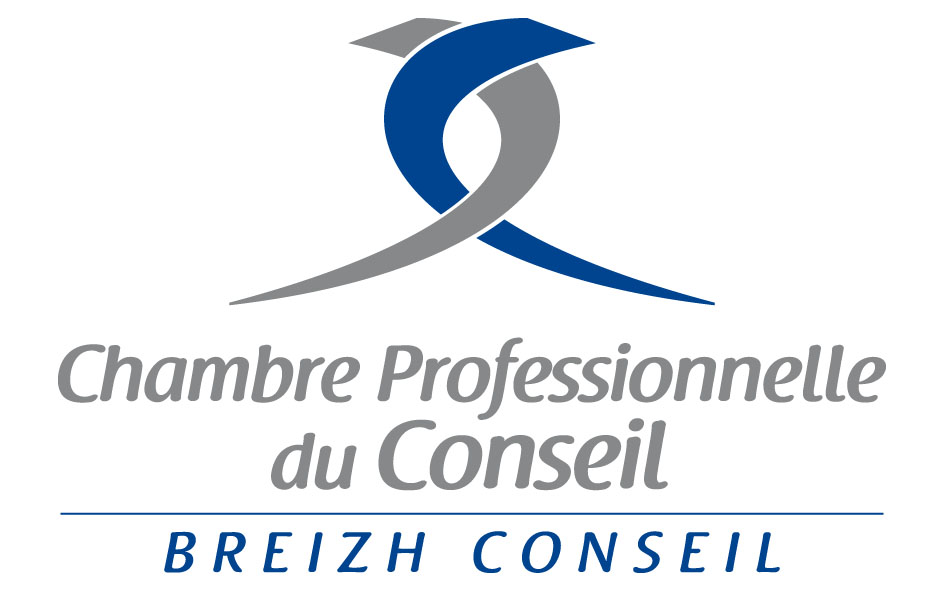 Chambre Professionnelle
du Conseil
BREIZH CONSEIL